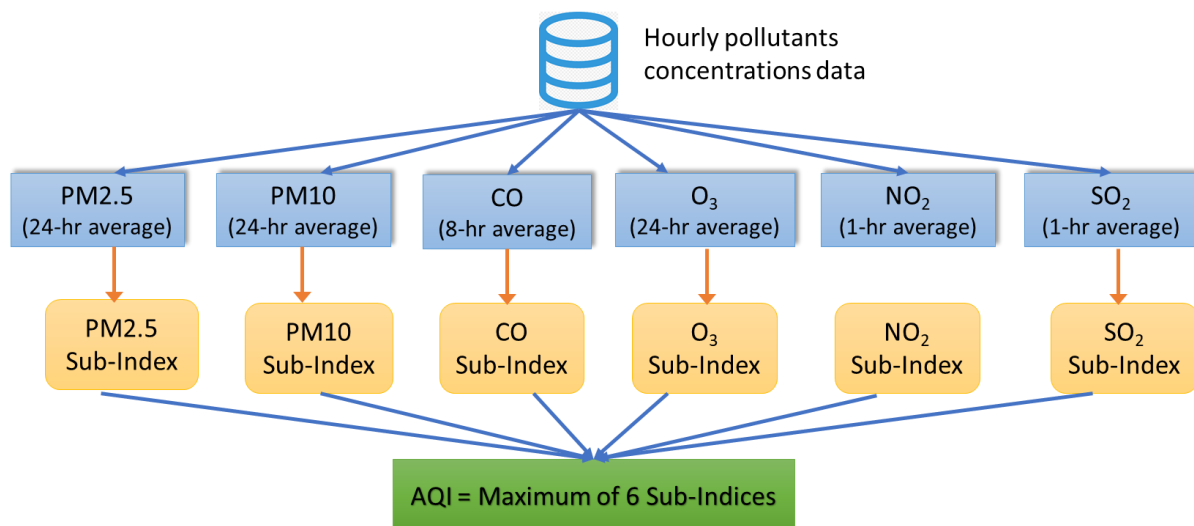 Hourly pollutants
concentrations data
PM2.5
(24-hr average)
PM10
(24-hr average)
CO
(8-hr average)
O₃
(24-hr average)
NO₂
(1-hr average)
SO₂
(1-hr average)
PM2.5
Sub-Index
PM10
Sub-Index
CO
Sub-Index
O₃
Sub-Index
NO₂
Sub-Index
SO₂
Sub-Index
AQI = Maximum of 6 Sub-Indices